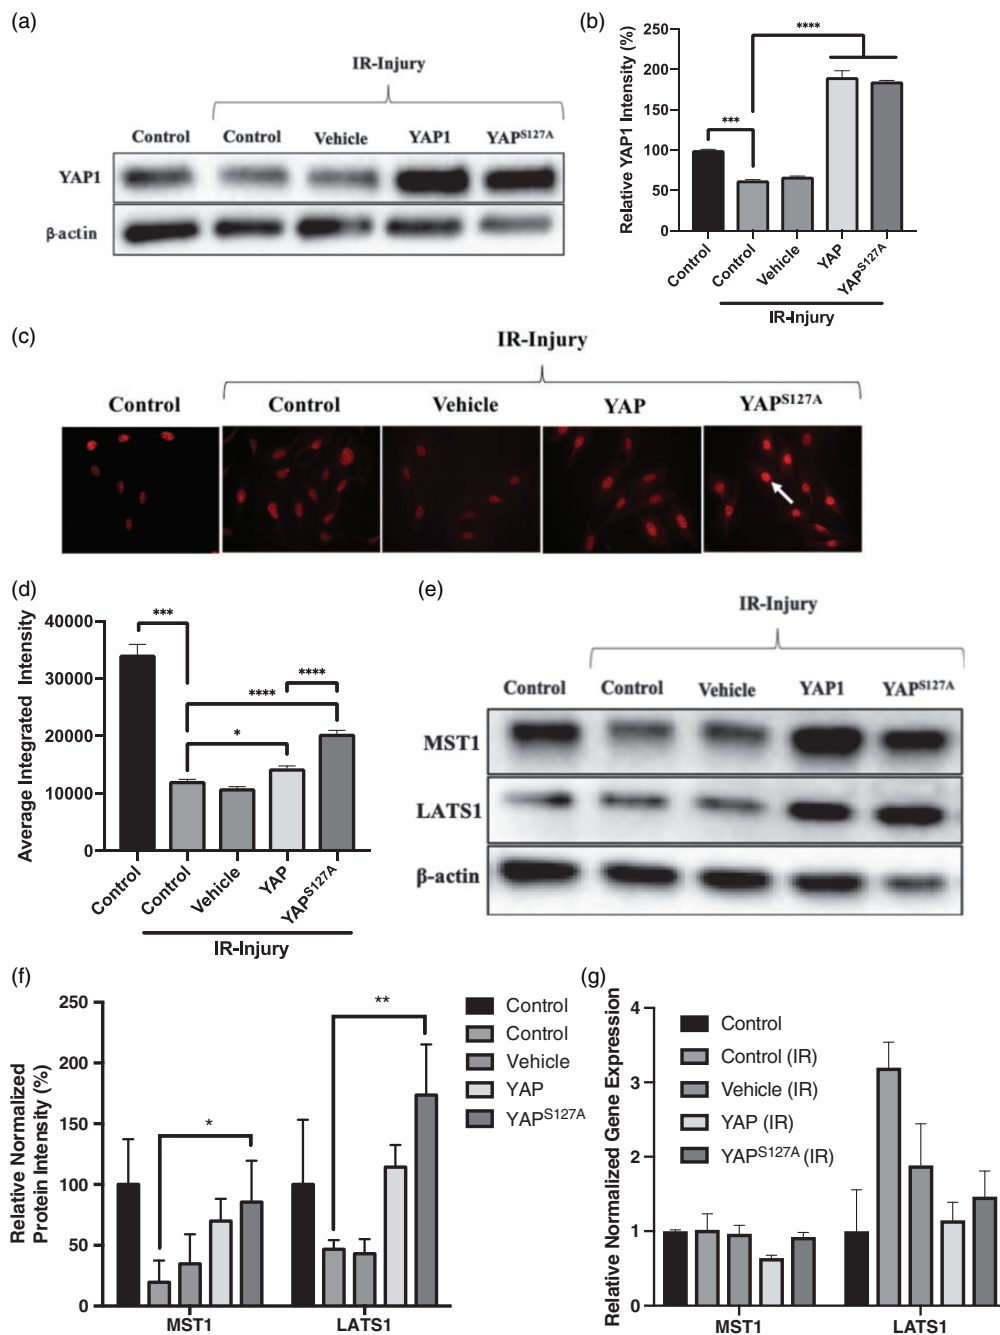 (a)
IR-Injury
Control Control Vehicle YAP1 YAPS127A
YAP1
β-actin
(b)
Relative YAP1 Intensity (%)
250
200
150
100
50
0
****
***
Control Control Vehicle YAP YAPS127A
IR-Injury
(c)
IR-Injury
Control Control Vehicle YAP YAPS127A
(d)
Average Integrated Intensity
40000
30000
20000
10000
0
***
****
****
*
Control Control Vehicle YAP YAPS127A
IR-Injury
(e)
IR-Injury
Control Control Vehicle YAP1 YAPS127A
MST1
LATS1
β-actin
(f)
Relative Normalized
Protein Intensity (%)
250
200
150
100
50
0
*
**
MST1 LATS1
Control
Control
Vehicle
YAP
YAPS127A
(g)
Relative Normalized Gene Expression
4
3
2
1
0
Control
Control (IR)
Vehicle (IR)
YAP (IR)
YAPS127A (IR)
MST1 LATS1